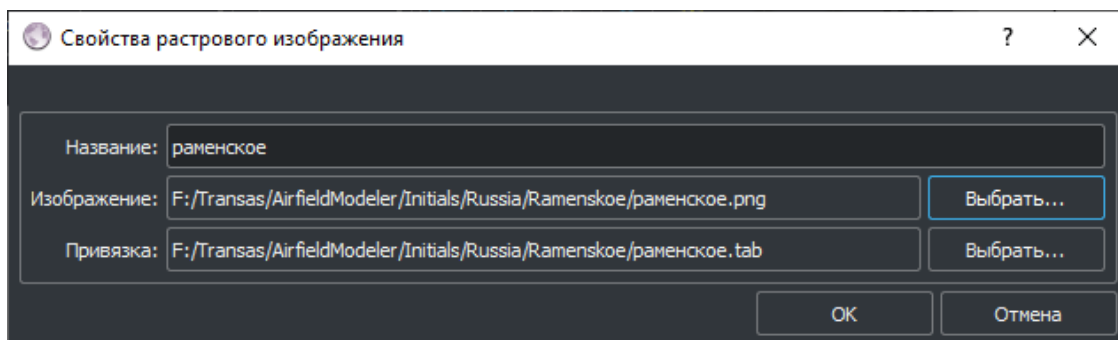 Свойства растрового изображения ?
Название: раменское
Изображение: F:/Transas/AirfieldModeler/Initials/Russia/Ramenskoe/раменское.png Выбрать...
Привязка: F:/Transas/AirfieldModeler/Initials/Russia/Ramenskoe/раменское.tab Выбрать...
OK Отмена